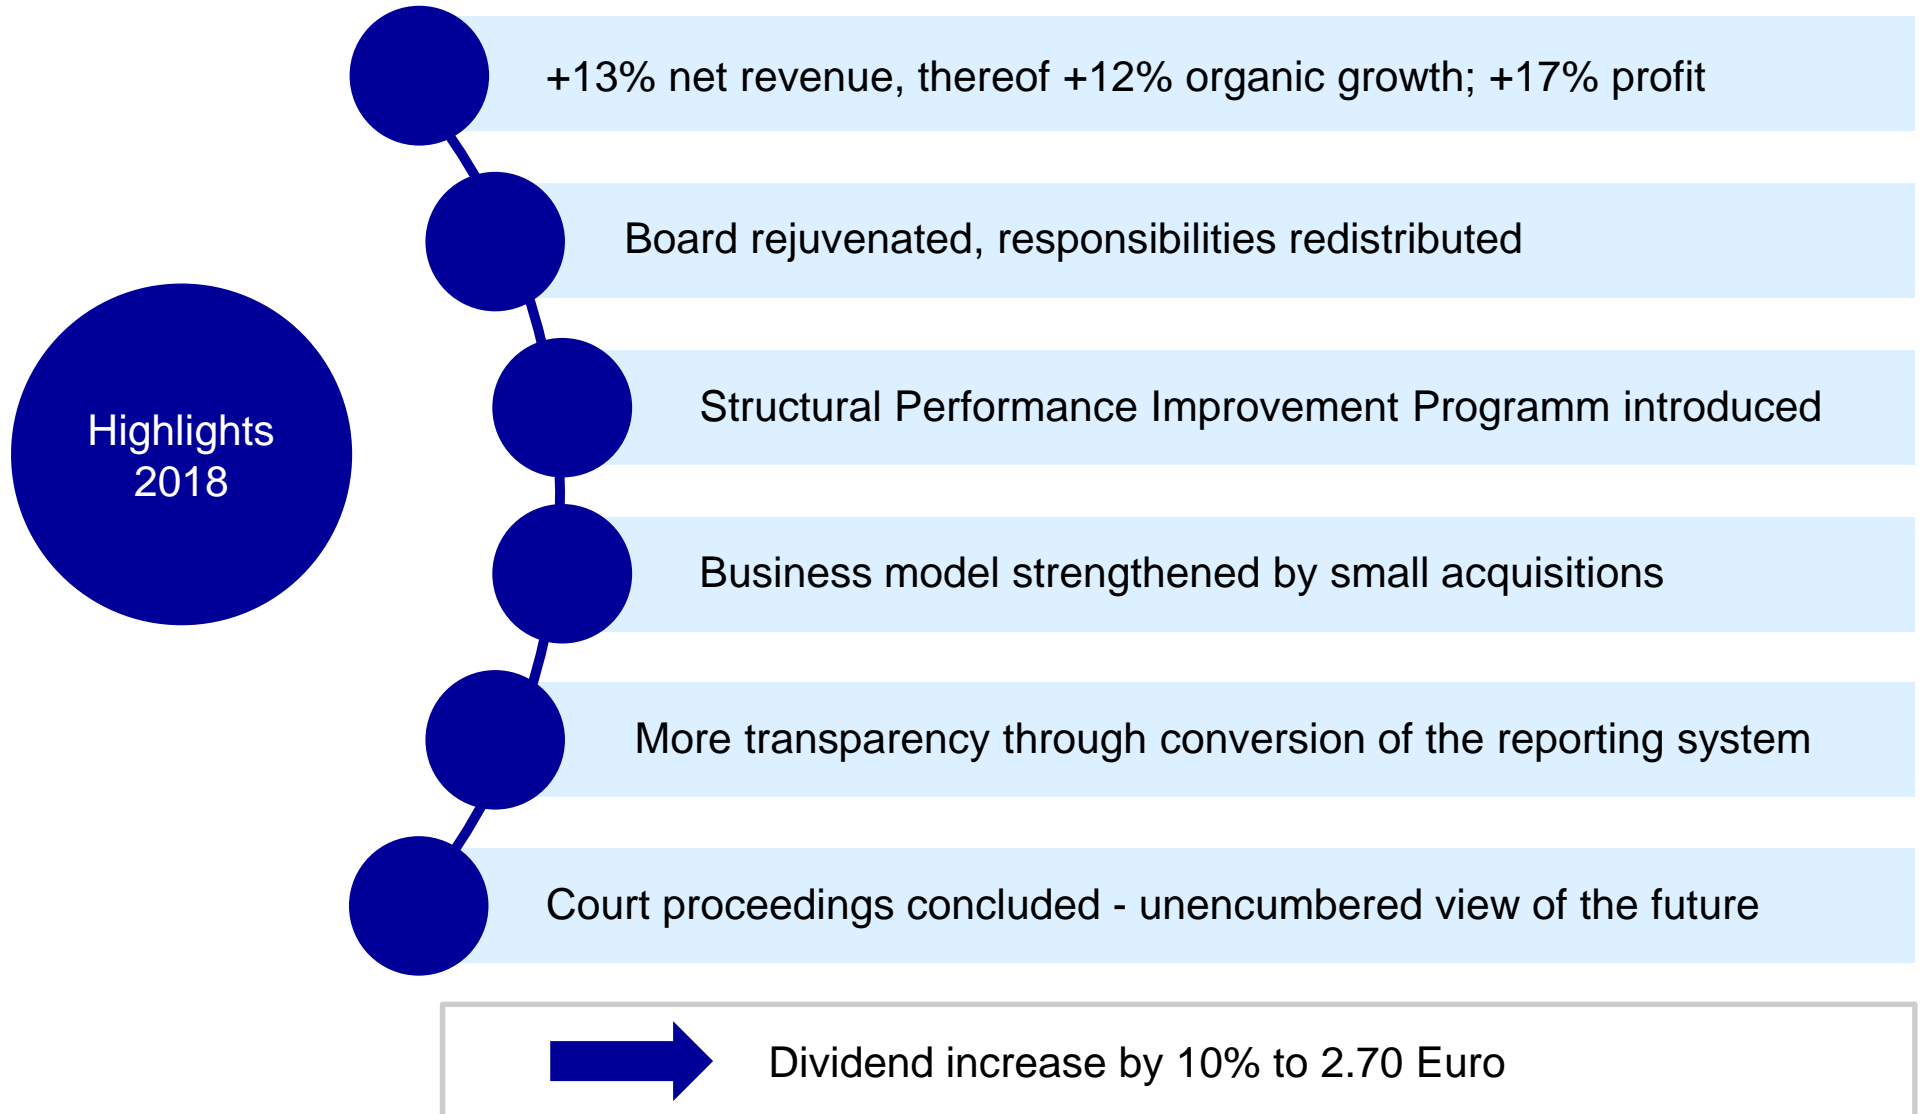 +13% net revenue, thereof +12% organic growth; +17% profit
Board rejuvenated, responsibilities redistributed
Structural Performance Improvement Programm introduced
Highlights
2018
Business model strengthened by small acquisitions
More transparency through conversion of the reporting system
Court proceedings concluded - unencumbered view of the future
Dividend increase by 10% to 2.70 Euro